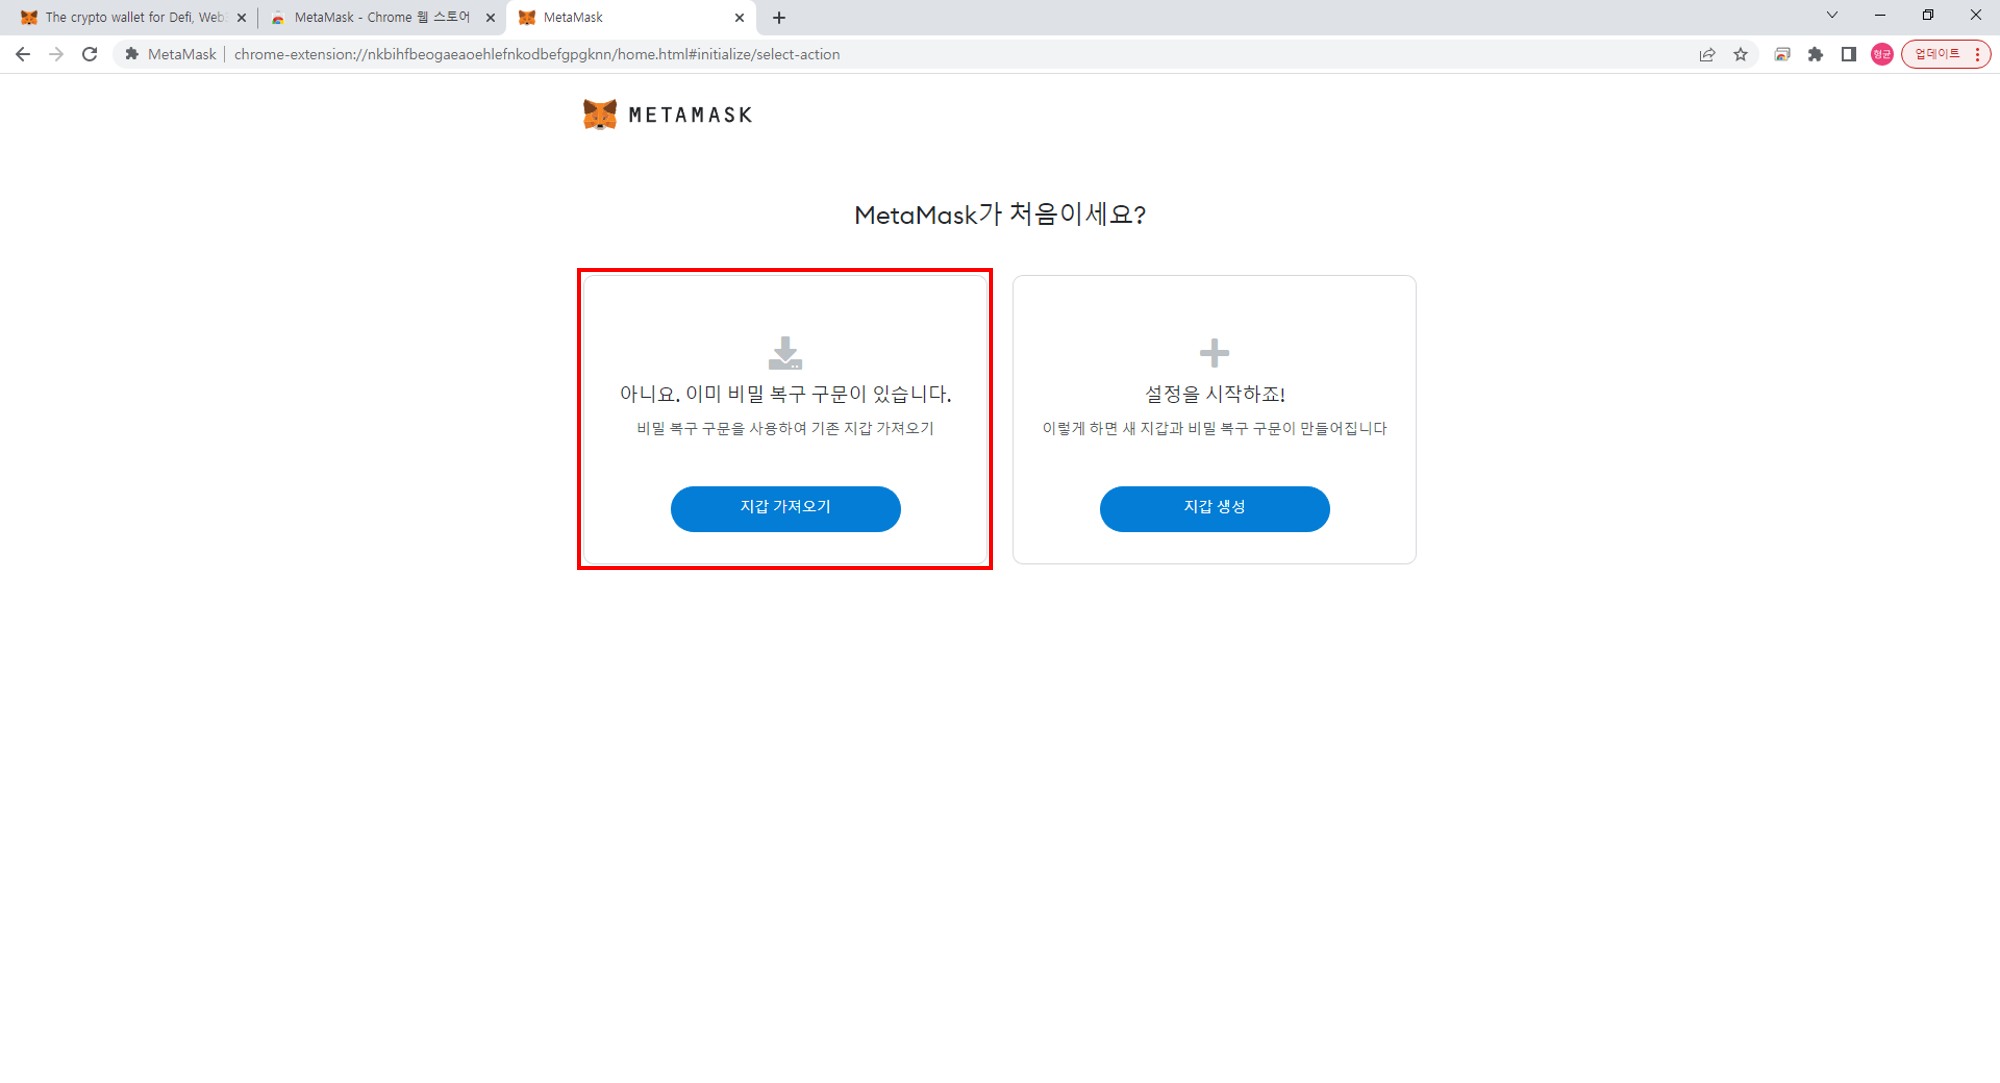 The crypto wallet for Defi, Web3
MetaMask - Chrome 웹 스토어
MetaMask
MetaMask
chrome-extension://nkbihfbeogaeaoehlefnkodbefgpgknn/home.html#initialize/select-action
형균
업데이트
METAMASK
MetaMask가 처음이세요?
아니요. 이미 비밀 복구 구문이 있습니다.
비밀 복구 구문을 사용하여 기존 지갑 가져오기
지갑 가져오기
설정을 시작하죠!
이렇게 하면 새 지갑과 비밀 복구 구문이 만들어집니다
지갑 생성